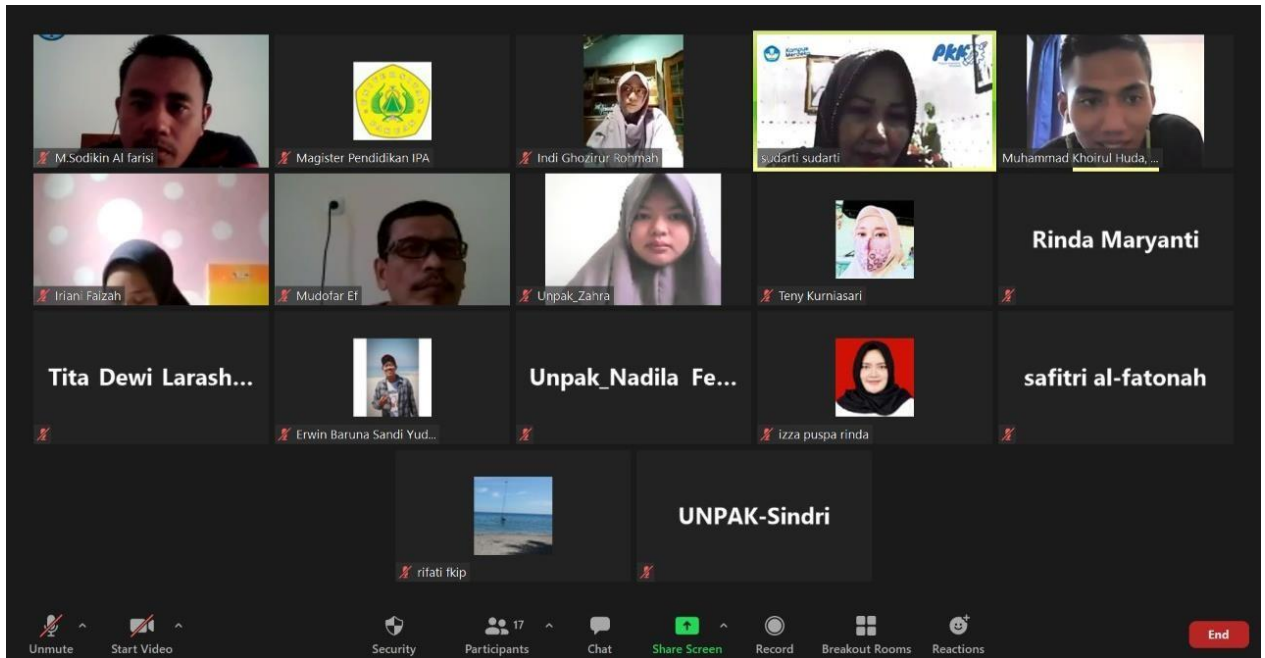 M.Sodikin Al farisi
Magister Pendidikan IPA
Indi Ghozirur Rohmah
Kampus
Merdeka
PKK
sudarti sudarti
Muhammad Khoirul Huda, ...
Iriani Faizah
Mudofar Ef
Unpak_Zahra
Teny Kurniasari
Rinda Maryanti
Tita Dewi Larash...
Erwin Baruna Sandi Yud...
Unpak_Nadila Fe...
izza puspa rinda
safitri al-fatonah
rifati fkip
UNPAK-Sindri
Unmute
Start Video
Security
Participants
17
Chat
Share Screen
Record
Breakout Rooms
Reactions
End